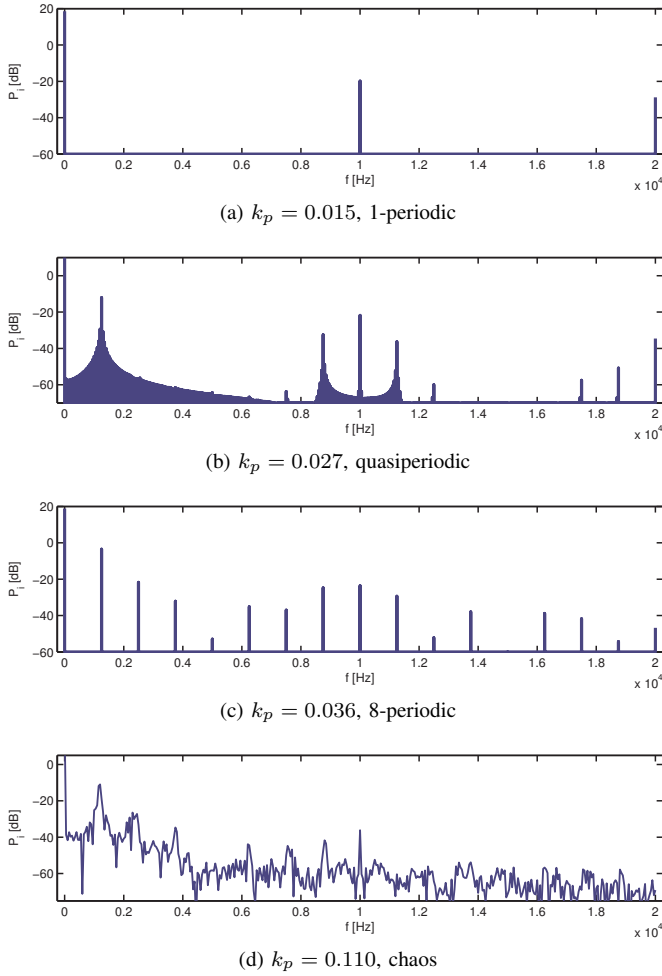 20
0
−20
−40
−60
P_i [dB]
0 0.2 0.4 0.6 0.8 1 1.2 1.4 1.6 1.8 2
f [Hz]
x 10^4
(a) k_p = 0.015, 1-periodic
0
−20
−40
−60
P_i [dB]
0 0.2 0.4 0.6 0.8 1 1.2 1.4 1.6 1.8 2
f [Hz]
x 10^4
(b) k_p = 0.027, quasiperiodic
20
0
−20
−40
−60
P_i [dB]
0 0.2 0.4 0.6 0.8 1 1.2 1.4 1.6 1.8 2
f [Hz]
x 10^4
(c) k_p = 0.036, 8-periodic
0
−20
−40
−60
P_i [dB]
0 0.2 0.4 0.6 0.8 1 1.2 1.4 1.6 1.8 2
f [Hz]
x 10^4
(d) k_p = 0.110, chaos